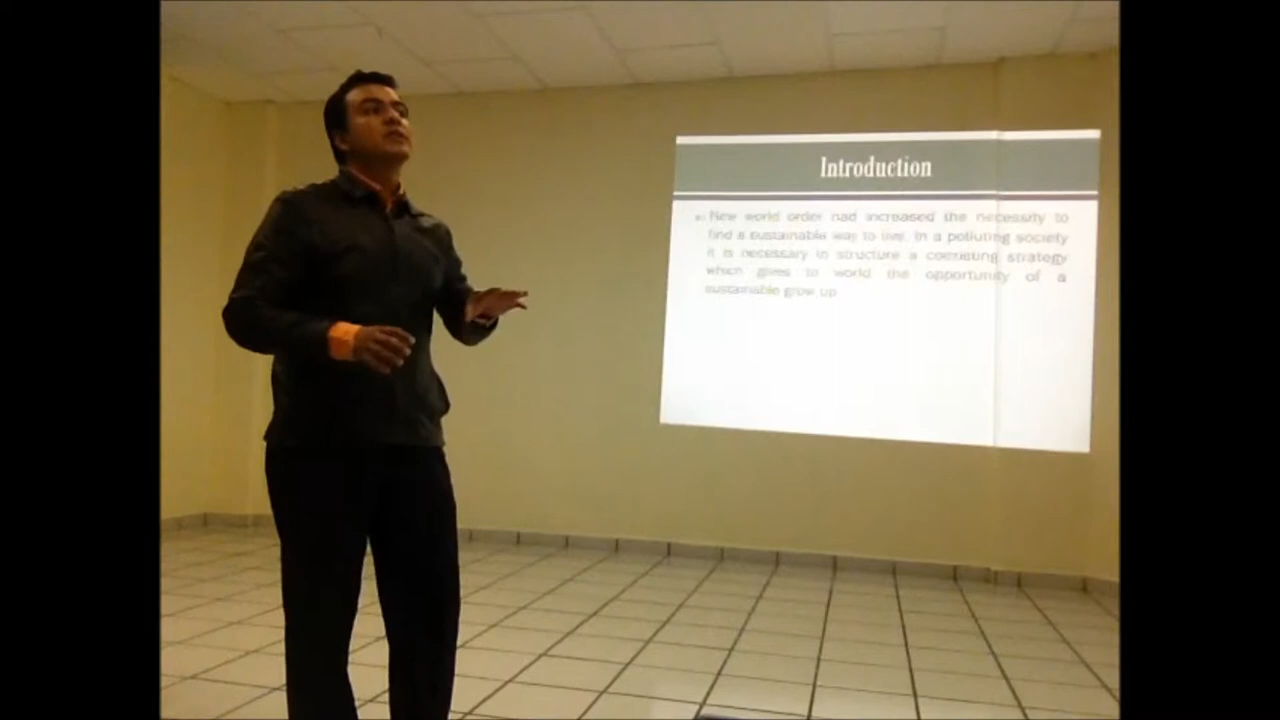 Introduction
New world order had increased the necessity to
find a sustainable way to live. In a polluting society
it is necessary to structure a consisting strategy
which gives to world the opportunity of a
sustainable grow up